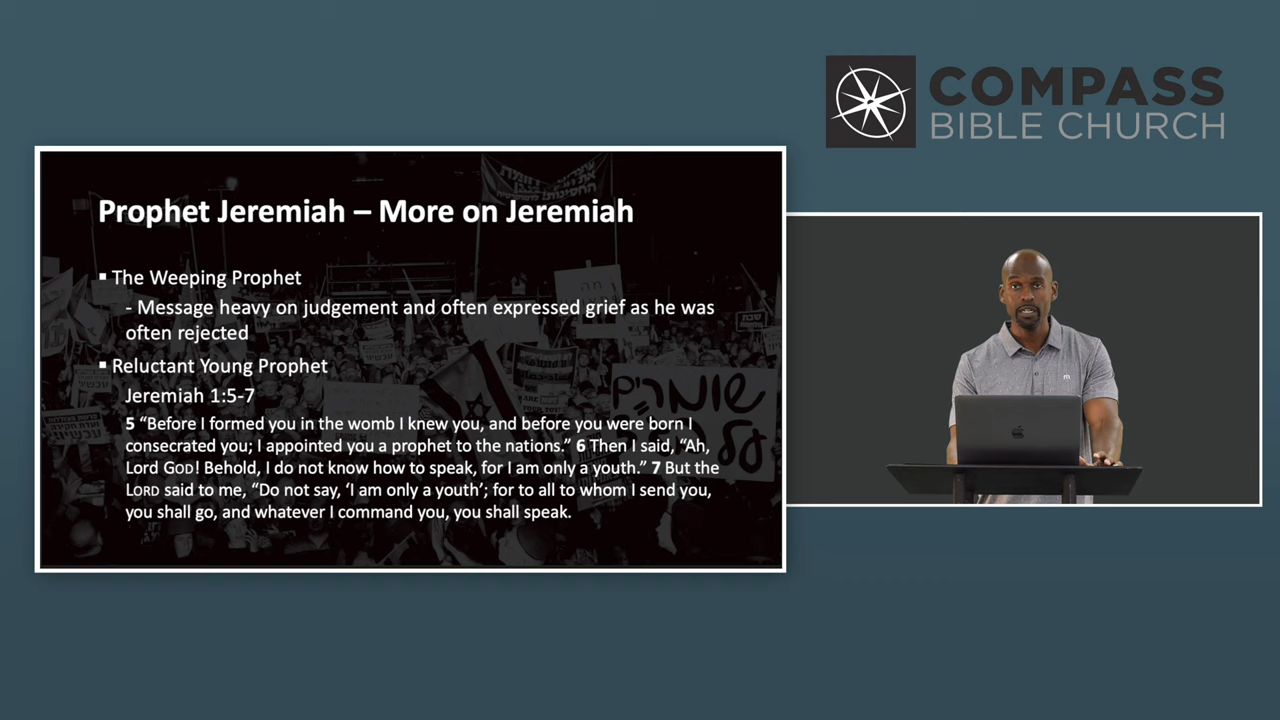 COMPASS
BIBLE CHURCH
Prophet Jeremiah – More on Jeremiah
▪ The Weeping Prophet
- Message heavy on judgement and often expressed grief as he was
often rejected
▪ Reluctant Young Prophet
Jeremiah 1:5-7
5 “Before I formed you in the womb I knew you, and before you were born I
consecrated you; I appointed you a prophet to the nations.” 6 Then I said, “Ah,
Lord GOD! Behold, I do not know how to speak, for I am only a youth.” 7 But the
LORD said to me, “Do not say, ‘I am only a youth’; for to all to whom I send you,
you shall go, and whatever I command you, you shall speak.
שומרים
m